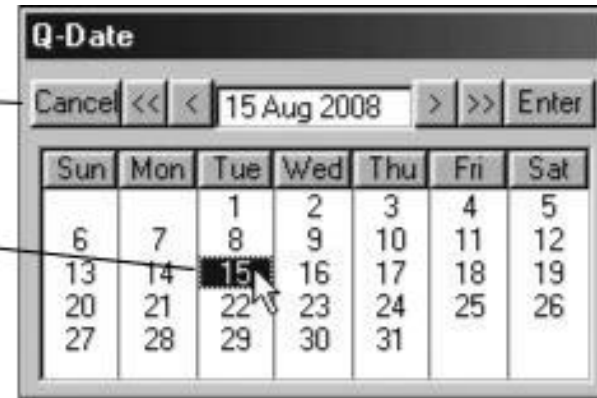 Q-Date
Cancel << < 15 Aug 2008 > >> Enter
Sun Mon Tue Wed Thu Fri Sat
1 2 3 4 5
6 7 8 9 10 11 12
13 14 15 16 17 18 19
20 21 22 23 24 25 26
27 28 29 30 31